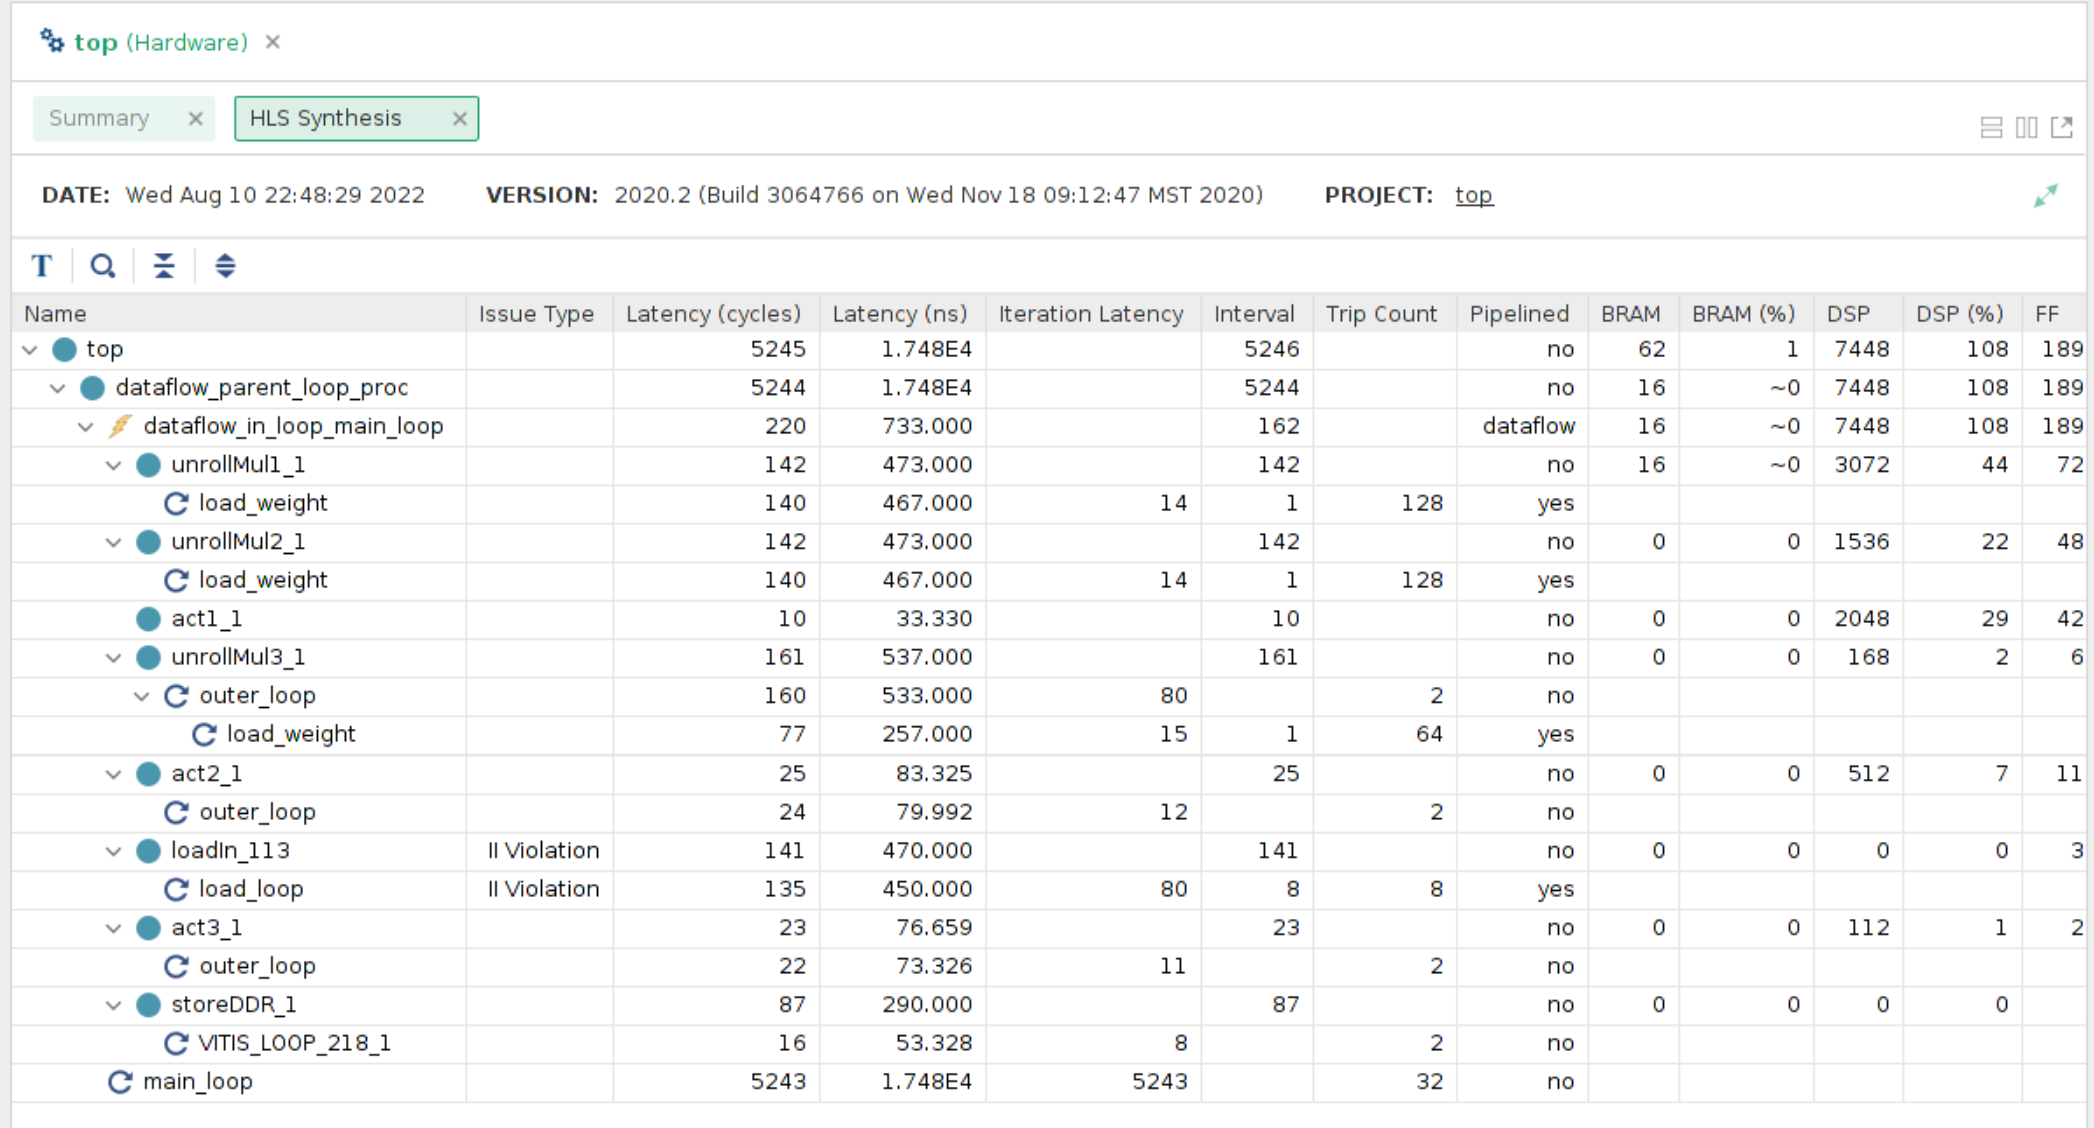 top (Hardware)
Summary HLS Synthesis
DATE: Wed Aug 10 22:48:29 2022 VERSION: 2020.2 (Build 3064766 on Wed Nov 18 09:12:47 MST 2020) PROJECT: top
T
Name Issue Type Latency (cycles) Latency (ns) Iteration Latency Interval Trip Count Pipelined BRAM BRAM (%) DSP DSP (%) FF
top 5245 1.748E4 5246 no 62 1 7448 108 189
dataflow_parent_loop_proc 5244 1.748E4 5244 no 16 ~0 7448 108 189
dataflow_in_loop_main_loop 220 733.000 162 dataflow 16 ~0 7448 108 189
unrollMul1_1 142 473.000 142 no 16 ~0 3072 44 72
load_weight 140 467.000 14 1 128 yes
unrollMul2_1 142 473.000 142 no 0 0 1536 22 48
load_weight 140 467.000 14 1 128 yes
act1_1 10 33.330 10 no 0 0 2048 29 42
unrollMul3_1 161 537.000 161 no 0 0 168 2 6
outer_loop 160 533.000 80 2 no
load_weight 77 257.000 15 1 64 yes
act2_1 25 83.325 25 no 0 0 512 7 11
outer_loop 24 79.992 12 2 no
loadIn_113 II Violation 141 470.000 141 no 0 0 0 0 3
load_loop II Violation 135 450.000 80 8 8 yes
act3_1 23 76.659 23 no 0 0 112 1 2
outer_loop 22 73.326 11 2 no
storeDDR_1 87 290.000 87 no 0 0 0 0
VITIS_LOOP_218_1 16 53.328 8 2 no
main_loop 5243 1.748E4 5243 32 no